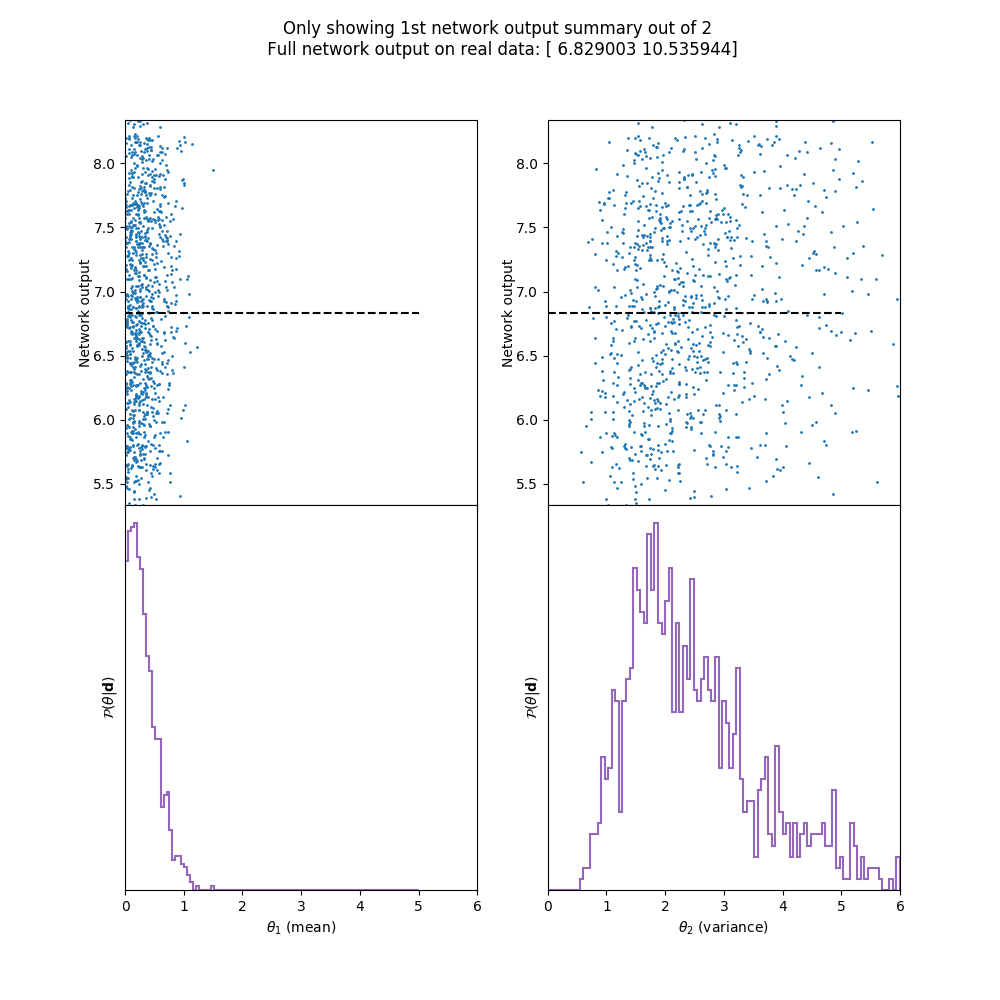 Only showing 1st network output summary out of 2
Full network output on real data: [ 6.829003 10.535944]
8.0
7.5
7.0
6.5
6.0
5.5
Network output
8.0
7.5
7.0
6.5
6.0
5.5
Network output
𝒫(θ|𝐝)
0 1 2 3 4 5 6
θ₁ (mean)
𝒫(θ|𝐝)
0 1 2 3 4 5 6
θ₂ (variance)